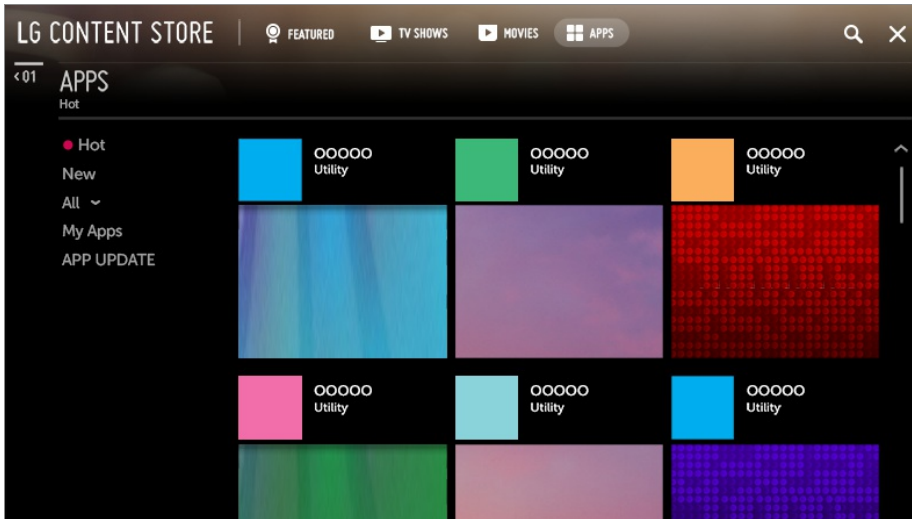 LG CONTENT STORE
FEATURED
TV SHOWS
MOVIES
APPS
<01
APPS
Hot
Hot
New
All
My Apps
APP UPDATE
OOOOO
Utility
OOOOO
Utility
OOOOO
Utility
OOOOO
Utility
OOOOO
Utility
OOOOO
Utility